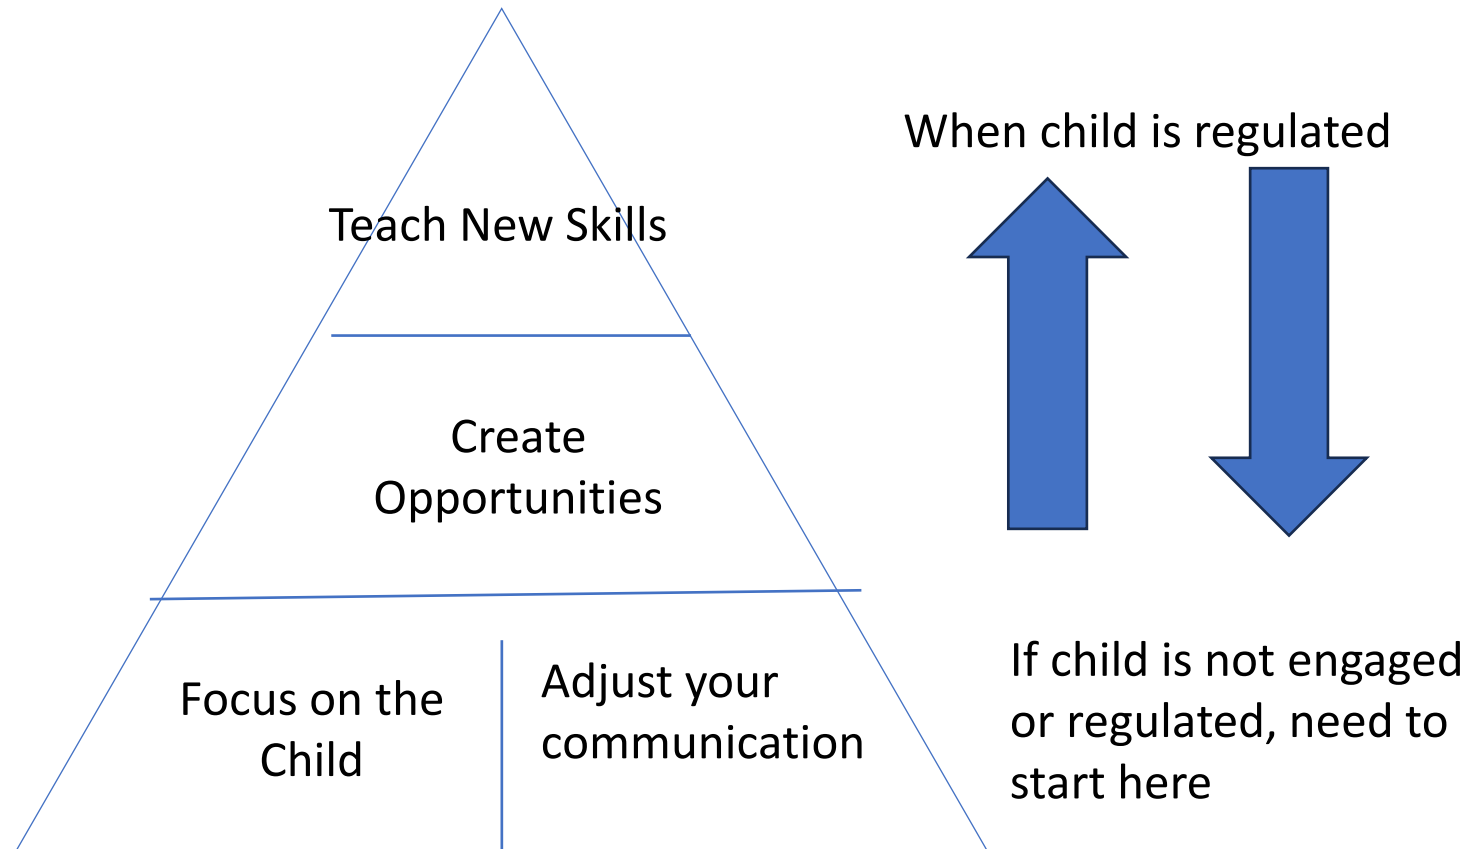 When child is regulated
Teach New Skills
Create
Opportunities
Focus on the
Child
Adjust your
communication
If child is not engaged
or regulated, need to
start here